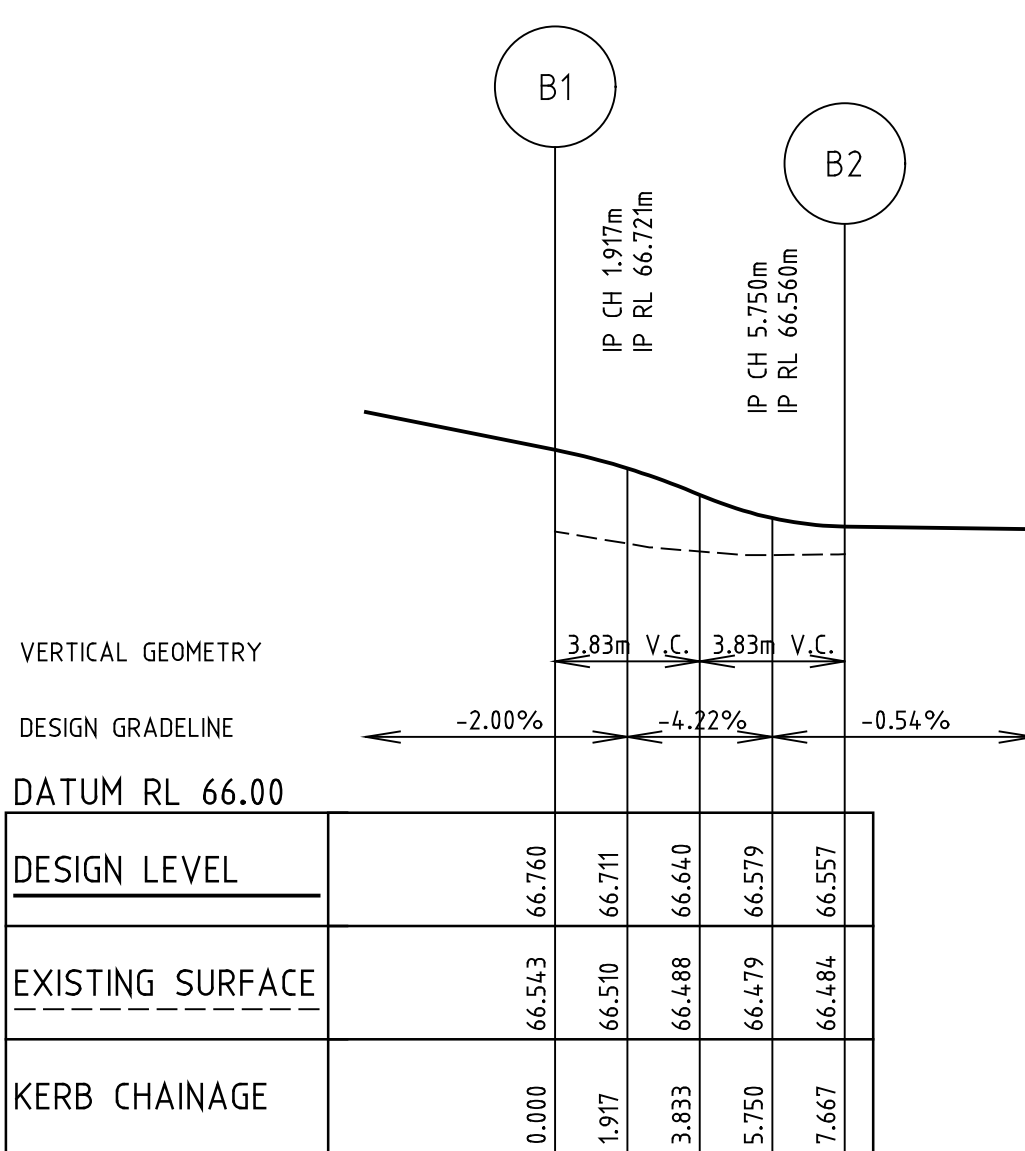 B1
B2
IP CH 1.917m
IP RL 66.721m
IP CH 5.750m
IP RL 66.560m
VERTICAL GEOMETRY
3.83m V.C.
3.83m V.C.
DESIGN GRADELINE
-2.00%
-4.22%
-0.54%
DATUM RL 66.00
DESIGN LEVEL
66.760
66.711
66.640
66.579
66.557
EXISTING SURFACE
66.543
66.510
66.488
66.479
66.484
KERB CHAINAGE
0.000
1.917
3.833
5.750
7.667